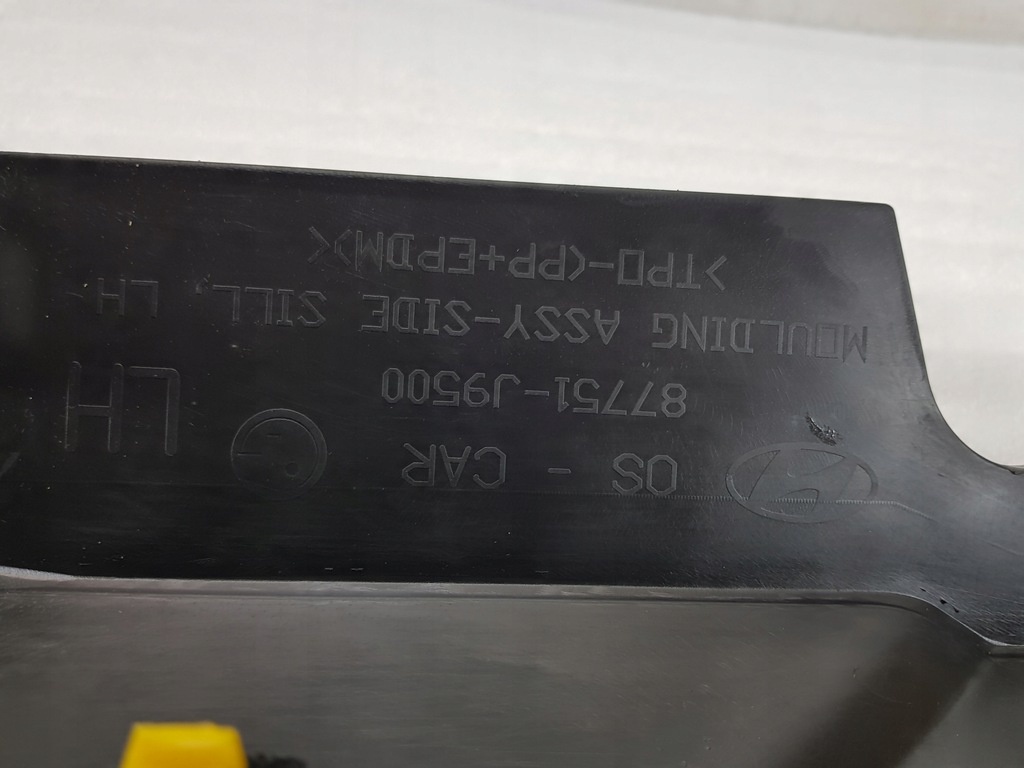 OS - CAR
87751-J9500 LH
MOULDING ASSY-SIDE SILL, LH
>TPO-(PP+EPDM)<